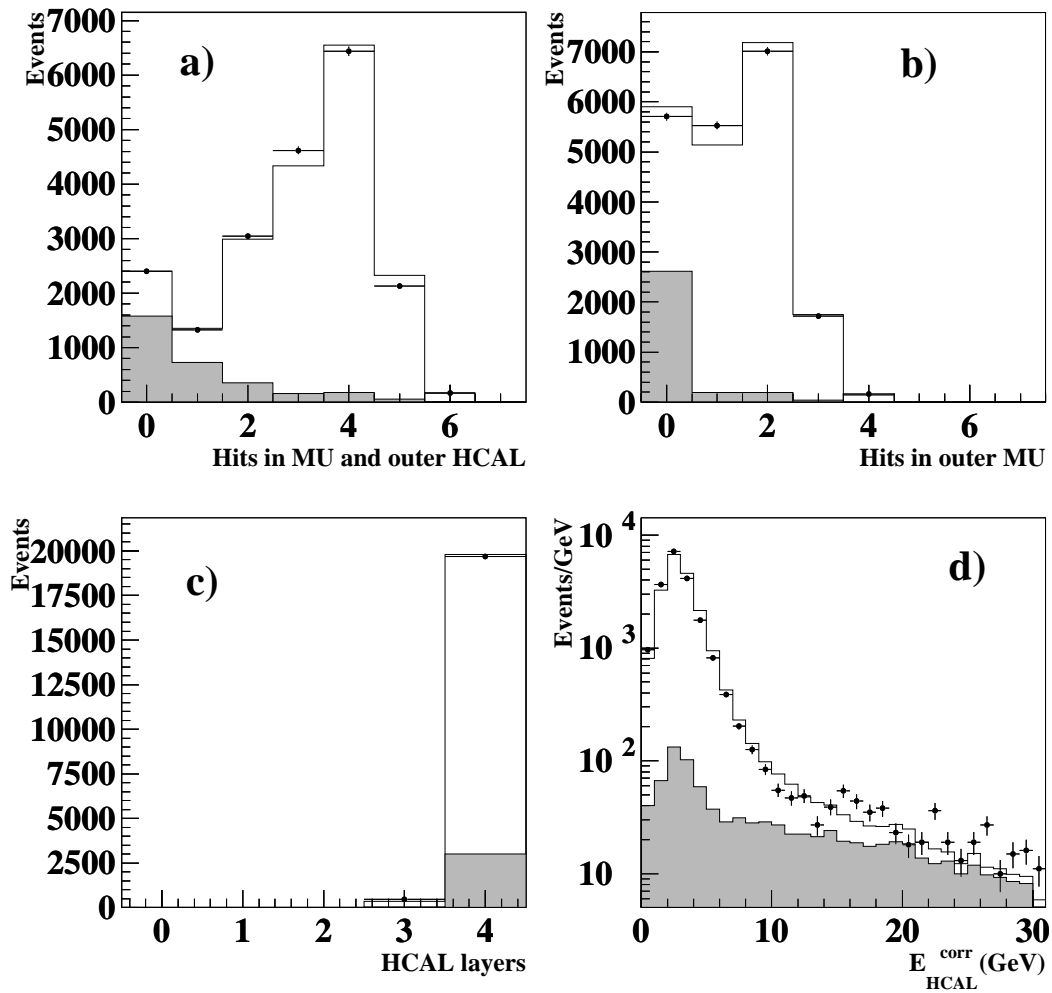 Events
a)
7000
6000
5000
4000
3000
2000
1000
0
0 2 4 6
Hits in MU and outer HCAL
Events
b)
7000
6000
5000
4000
3000
2000
1000
0
0 2 4 6
Hits in outer MU
Events
c)
20000
17500
15000
12500
10000
7500
5000
2500
0
0 1 2 3 4
HCAL layers
Events/GeV
d)
10 4
10 3
10 2
10
0 10 20 30
E HCAL corr (GeV)